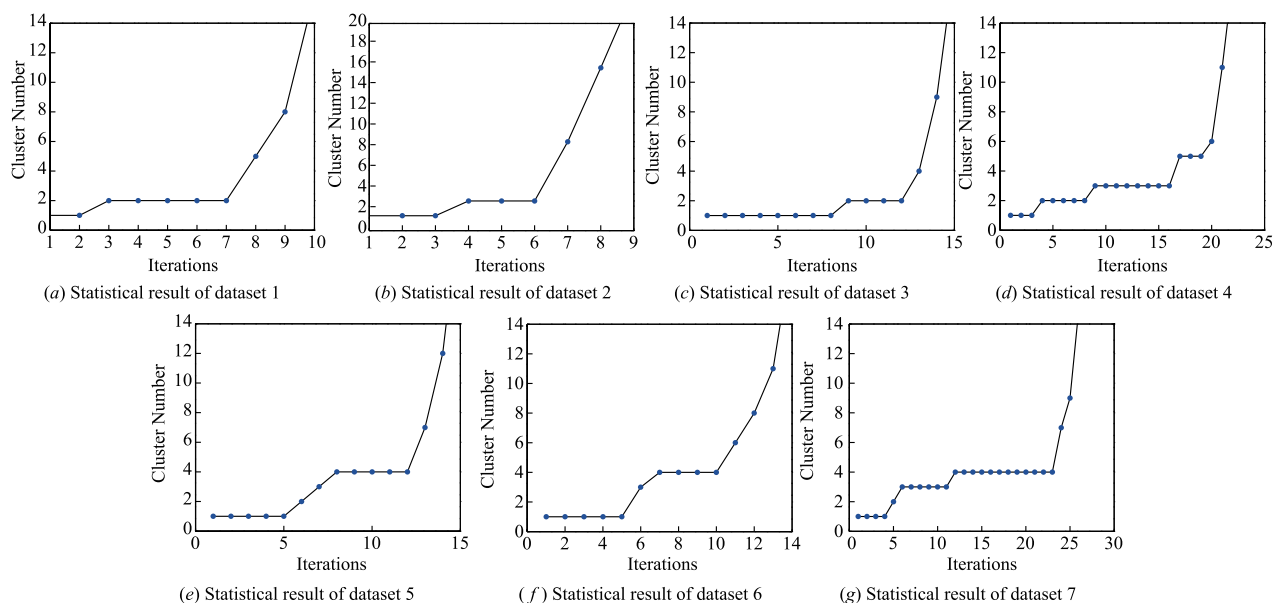 14
12
10
8
6
4
2
0
Cluster Number
1 2 3 4 5 6 7 8 9 10
Iterations
(a) Statistical result of dataset 1
20
18
16
14
12
10
8
6
4
2
1
Cluster Number
1 2 3 4 5 6 7 8 9
Iterations
(b) Statistical result of dataset 2
14
12
10
8
6
4
2
0
Cluster Number
0 5 10 15
Iterations
(c) Statistical result of dataset 3
14
12
10
8
6
4
2
0
Cluster Number
0 5 10 15 20 25
Iterations
(d) Statistical result of dataset 4
14
12
10
8
6
4
2
0
Cluster Number
0 5 10 15
Iterations
(e) Statistical result of dataset 5
14
12
10
8
6
4
2
0
Cluster Number
0 2 4 6 8 10 12 14
Iterations
(f) Statistical result of dataset 6
14
12
10
8
6
4
2
0
Cluster Number
0 5 10 15 20 25 30
Iterations
(g) Statistical result of dataset 7